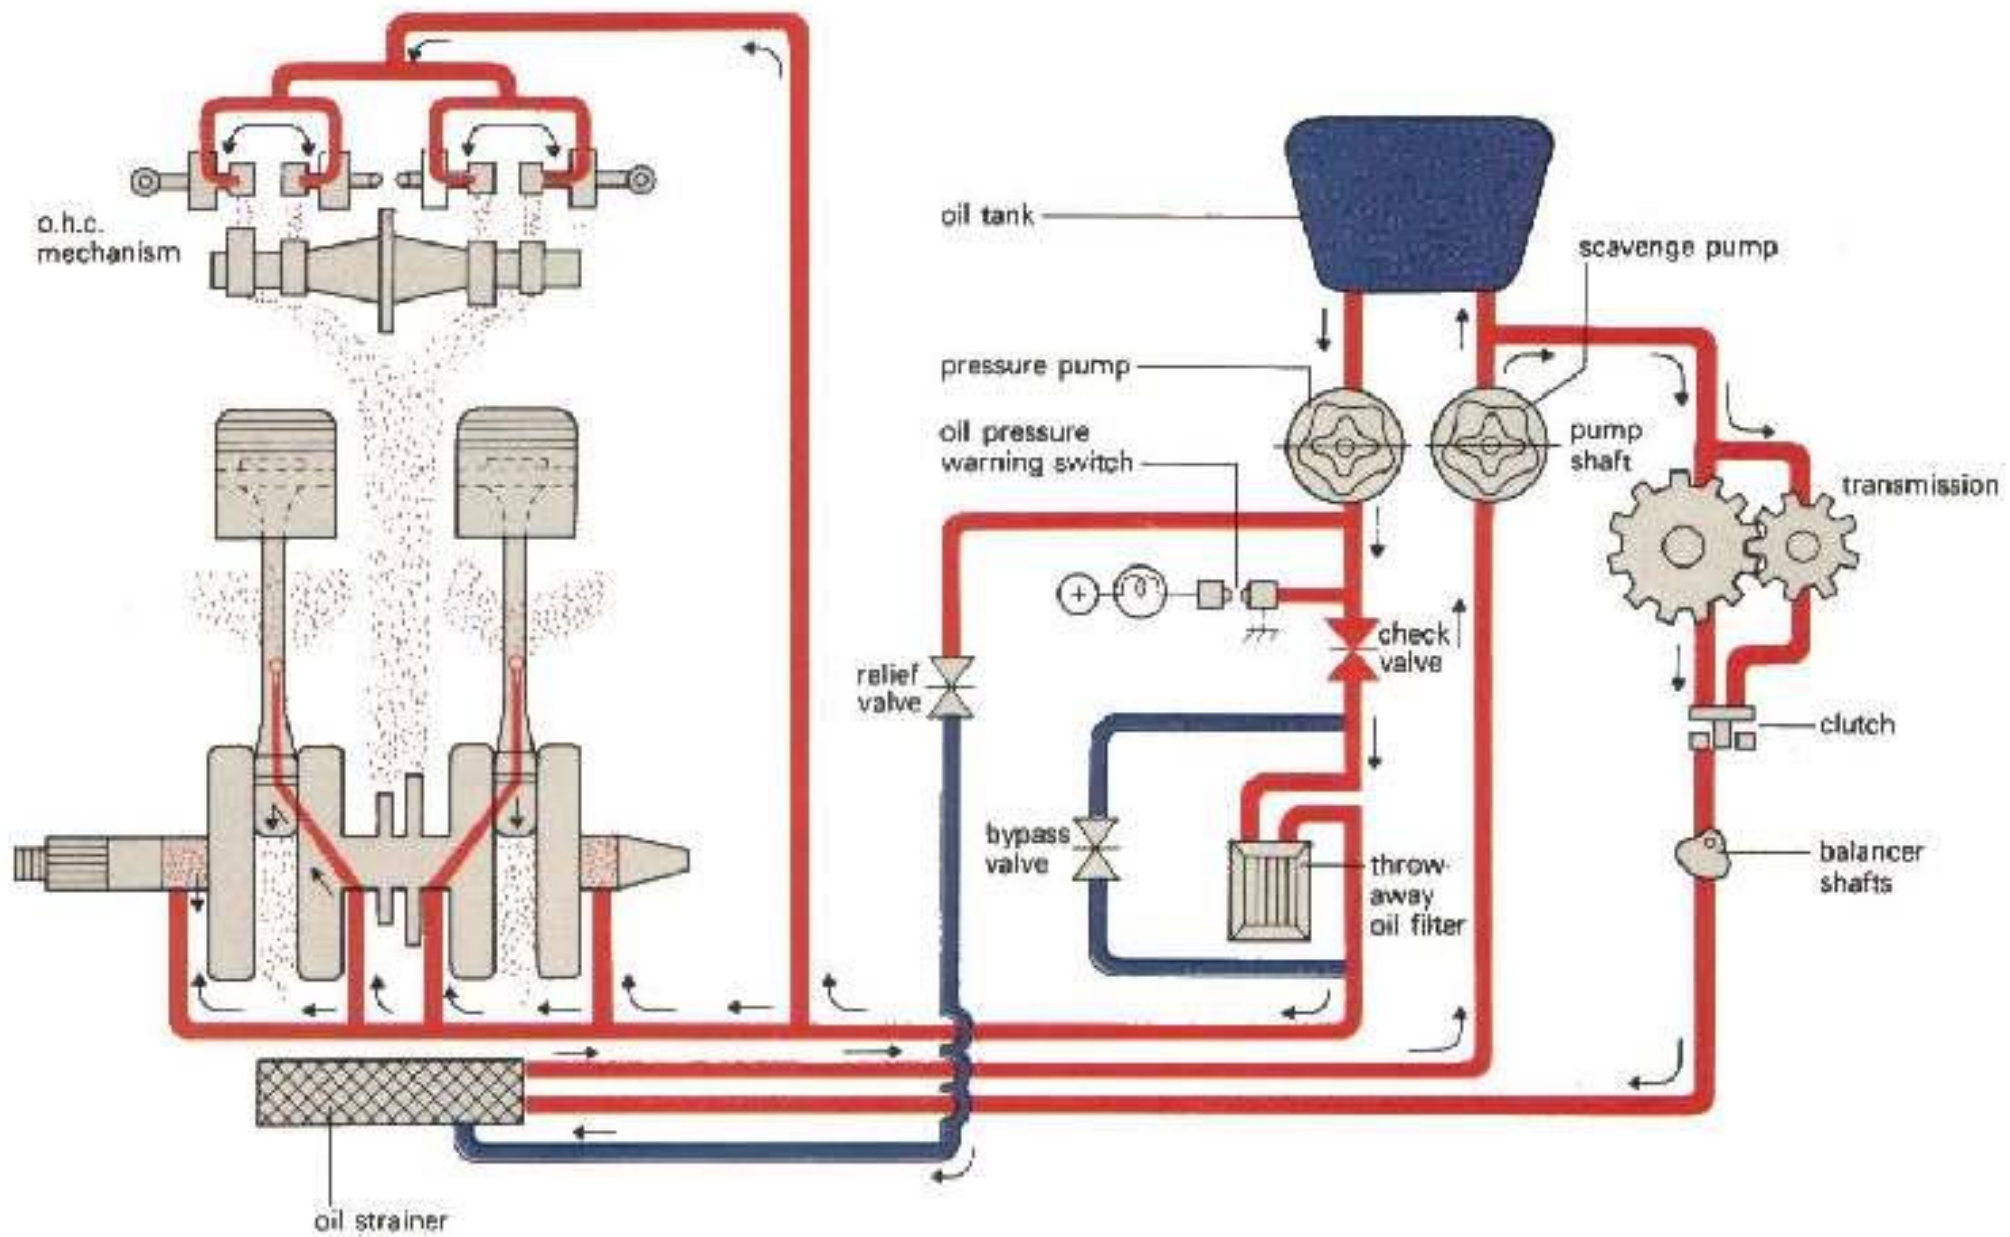 o.h.c.
mechanism
oil tank
scavenge pump
pressure pump
oil pressure
warning switch
pump
shaft
transmission
check
valve
relief
valve
clutch
bypass
valve
throw-
away
oil filter
balancer
shafts
oil strainer